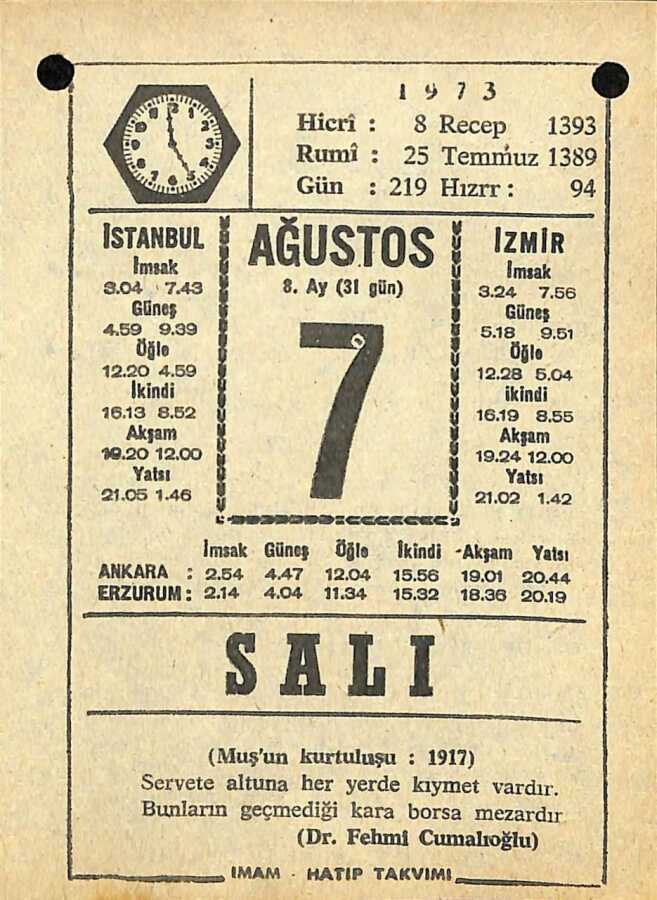 1973
Hicrî : 8 Recep 1393
Rumî : 25 Temmuz 1389
Gün : 219 Hızrr : 94
İSTANBUL
İmsak
3.04 7.43
Güneş
4.59 9.39
Öğle
12.20 4.59
İkindi
16.13 8.52
Akşam
19.20 12.00
Yatsı
21.05 1.46
AĞUSTOS
8. Ay (31 gün)
7
İZMİR
İmsak
3.24 7.56
Güneş
5.18 9.51
Öğle
12.28 5.04
ikindi
16.19 8.55
Akşam
19.24 12.00
Yatsı
21.02 1.42
İmsak Güneş Öğle İkindi Akşam Yatsı
ANKARA : 2.54 4.47 12.04 15.56 19.01 20.44
ERZURUM : 2.14 4.04 11.34 15.32 18.36 20.19
SALI
(Muş'un kurtuluşu : 1917)
Servete altuna her yerde kıymet vardır.
Bunların geçmediği kara borsa mezardır
(Dr. Fehmi Cumalıoğlu)
İMAM - HATİP TAKVİMİ